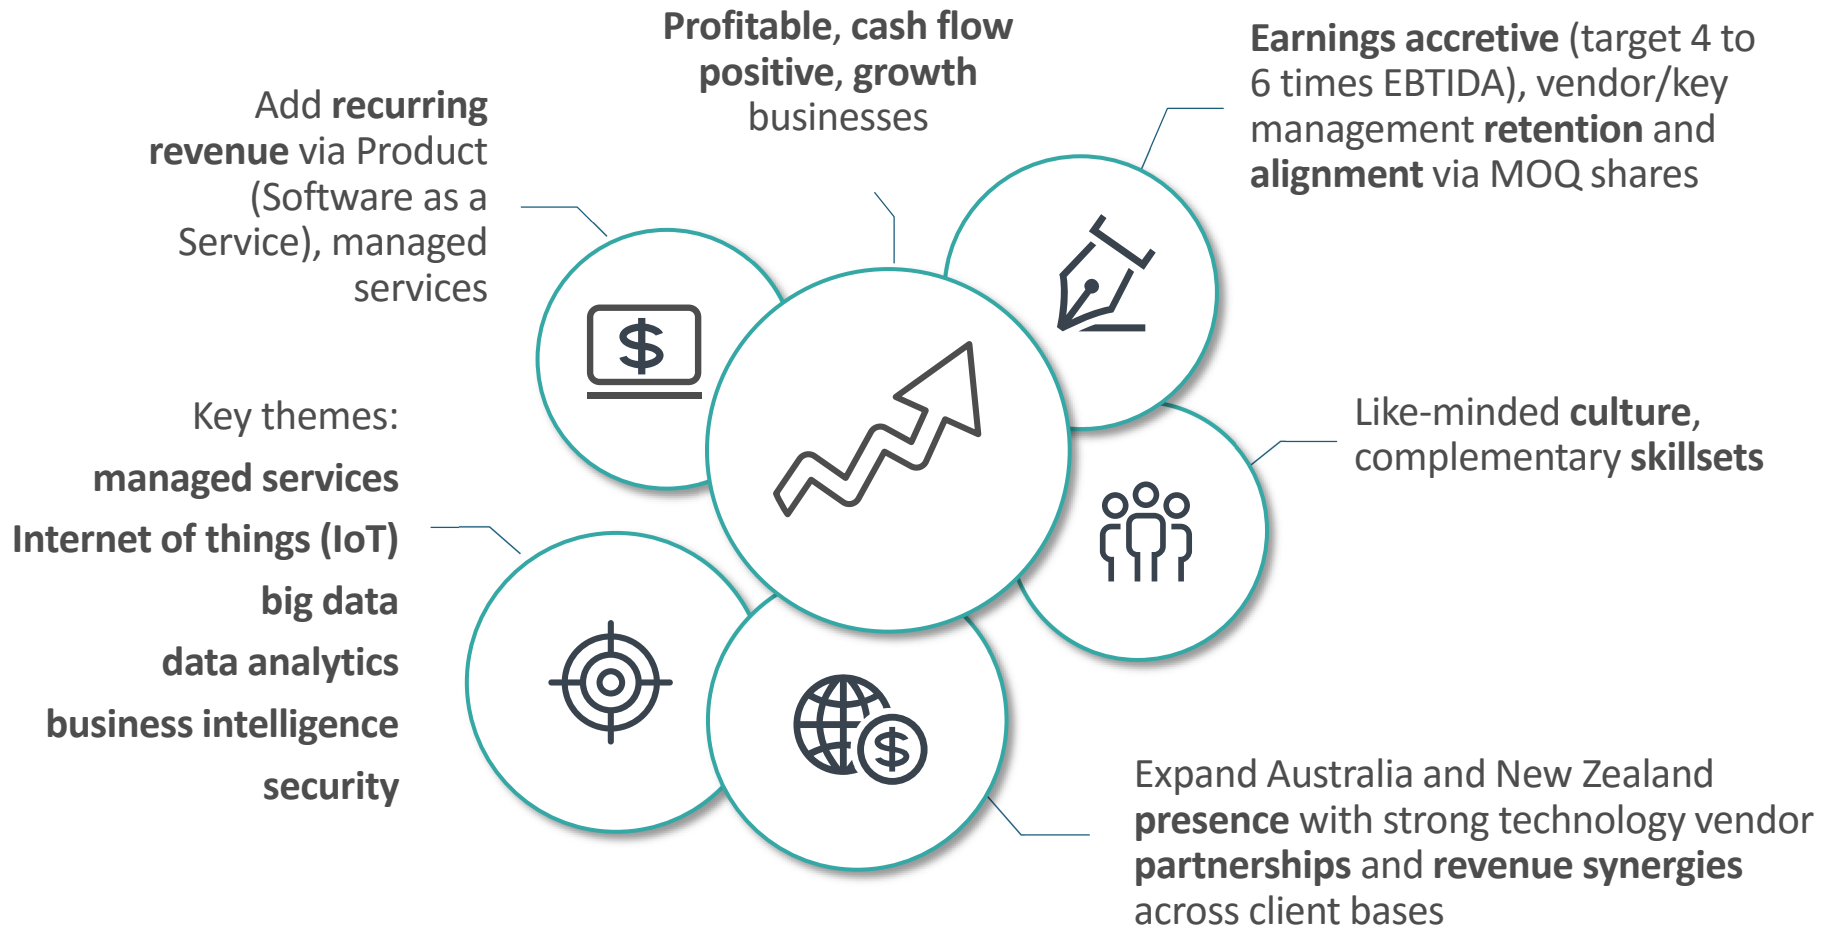 Profitable, cash flow
positive, growth
businesses
Earnings accretive (target 4 to
6 times EBTIDA), vendor/key
management retention and
alignment via MOQ shares
Add recurring
revenue via Product
(Software as a
Service), managed
services
Like-minded culture,
complementary skillsets
Key themes:
managed services
Internet of things (IoT)
big data
data analytics
business intelligence
security
Expand Australia and New Zealand
presence with strong technology vendor
partnerships and revenue synergies
across client bases
$
$